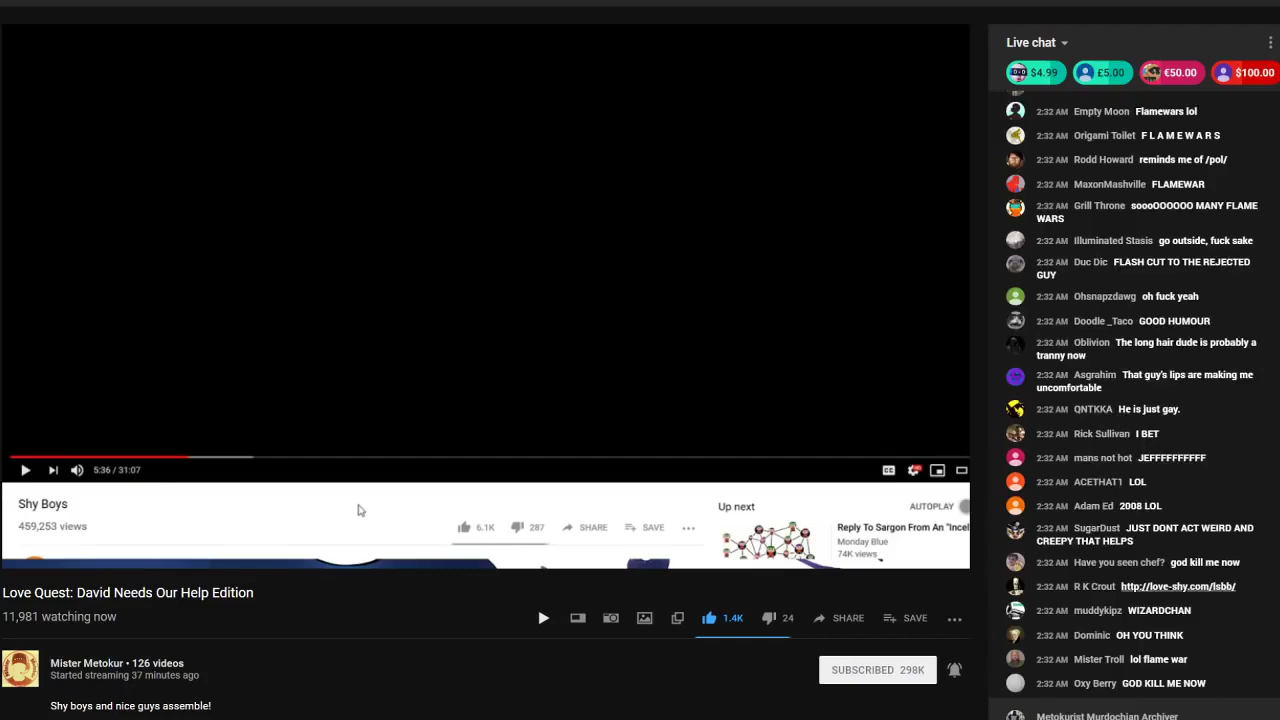 Live chat
$4.99
£5.00
€50.00
$100.00
2:32 AM Empty Moon Flamewars lol
2:32 AM Origami Toilet F L A M E W A R S
2:32 AM Rodd Howard reminds me of /pol/
2:32 AM MaxonMashville FLAMEWAR
2:32 AM Grill Throne soooOOOOOO MANY FLAME
WARS
2:32 AM Illuminated Stasis go outside, fuck sake
2:32 AM Duc Dic FLASH CUT TO THE REJECTED
GUY
2:32 AM Ohsnapzdawg oh fuck yeah
2:32 AM Doodle _Taco GOOD HUMOUR
2:32 AM Oblivion The long hair dude is probably a
tranny now
2:32 AM Asgrahim That guy's lips are making me
uncomfortable
2:32 AM QNTKKA He is just gay.
2:32 AM Rick Sullivan I BET
2:32 AM mans not hot JEFFFFFFFFFF
2:32 AM ACETHAT1 LOL
2:32 AM Adam Ed 2008 LOL
2:32 AM SugarDust JUST DONT ACT WEIRD AND
CREEPY THAT HELPS
2:32 AM Have you seen chef? god kill me now
2:32 AM R K Crout http://love-shy.com/lsbb/
2:32 AM muddykipz WIZARDCHAN
2:32 AM Dominic OH YOU THINK
2:32 AM Mister Troll lol flame war
2:32 AM Oxy Berry GOD KILL ME NOW
Metokurist Murdochian Archiver
5:36 / 31:07
Shy Boys
459,253 views
6.1K
287
SHARE
SAVE
Up next
AUTOPLAY
Reply To Sargon From An "Incel
Monday Blue
74K views
Love Quest: David Needs Our Help Edition
11,981 watching now
1.4K
24
SHARE
SAVE
Mister Metokur • 126 videos
Started streaming 37 minutes ago
SUBSCRIBED 298K
Shy boys and nice guys assemble!